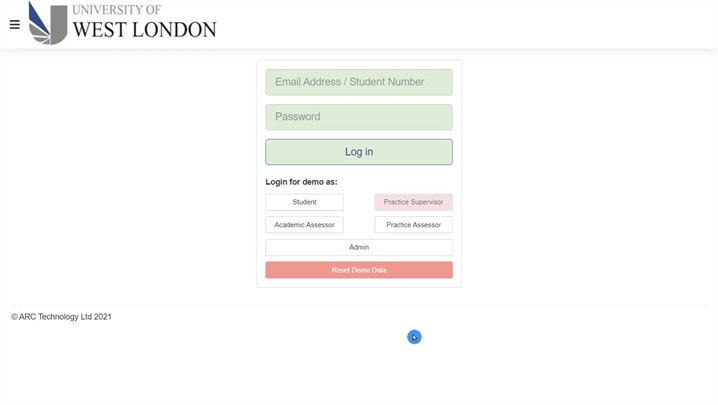 UNIVERSITY OF
WEST LONDON
Email Address / Student Number
Password
Log in
Login for demo as:
Student
Practice Supervisor
Academic Assessor
Practice Assessor
Admin
Reset Demo Data
© ARC Technology Ltd 2021